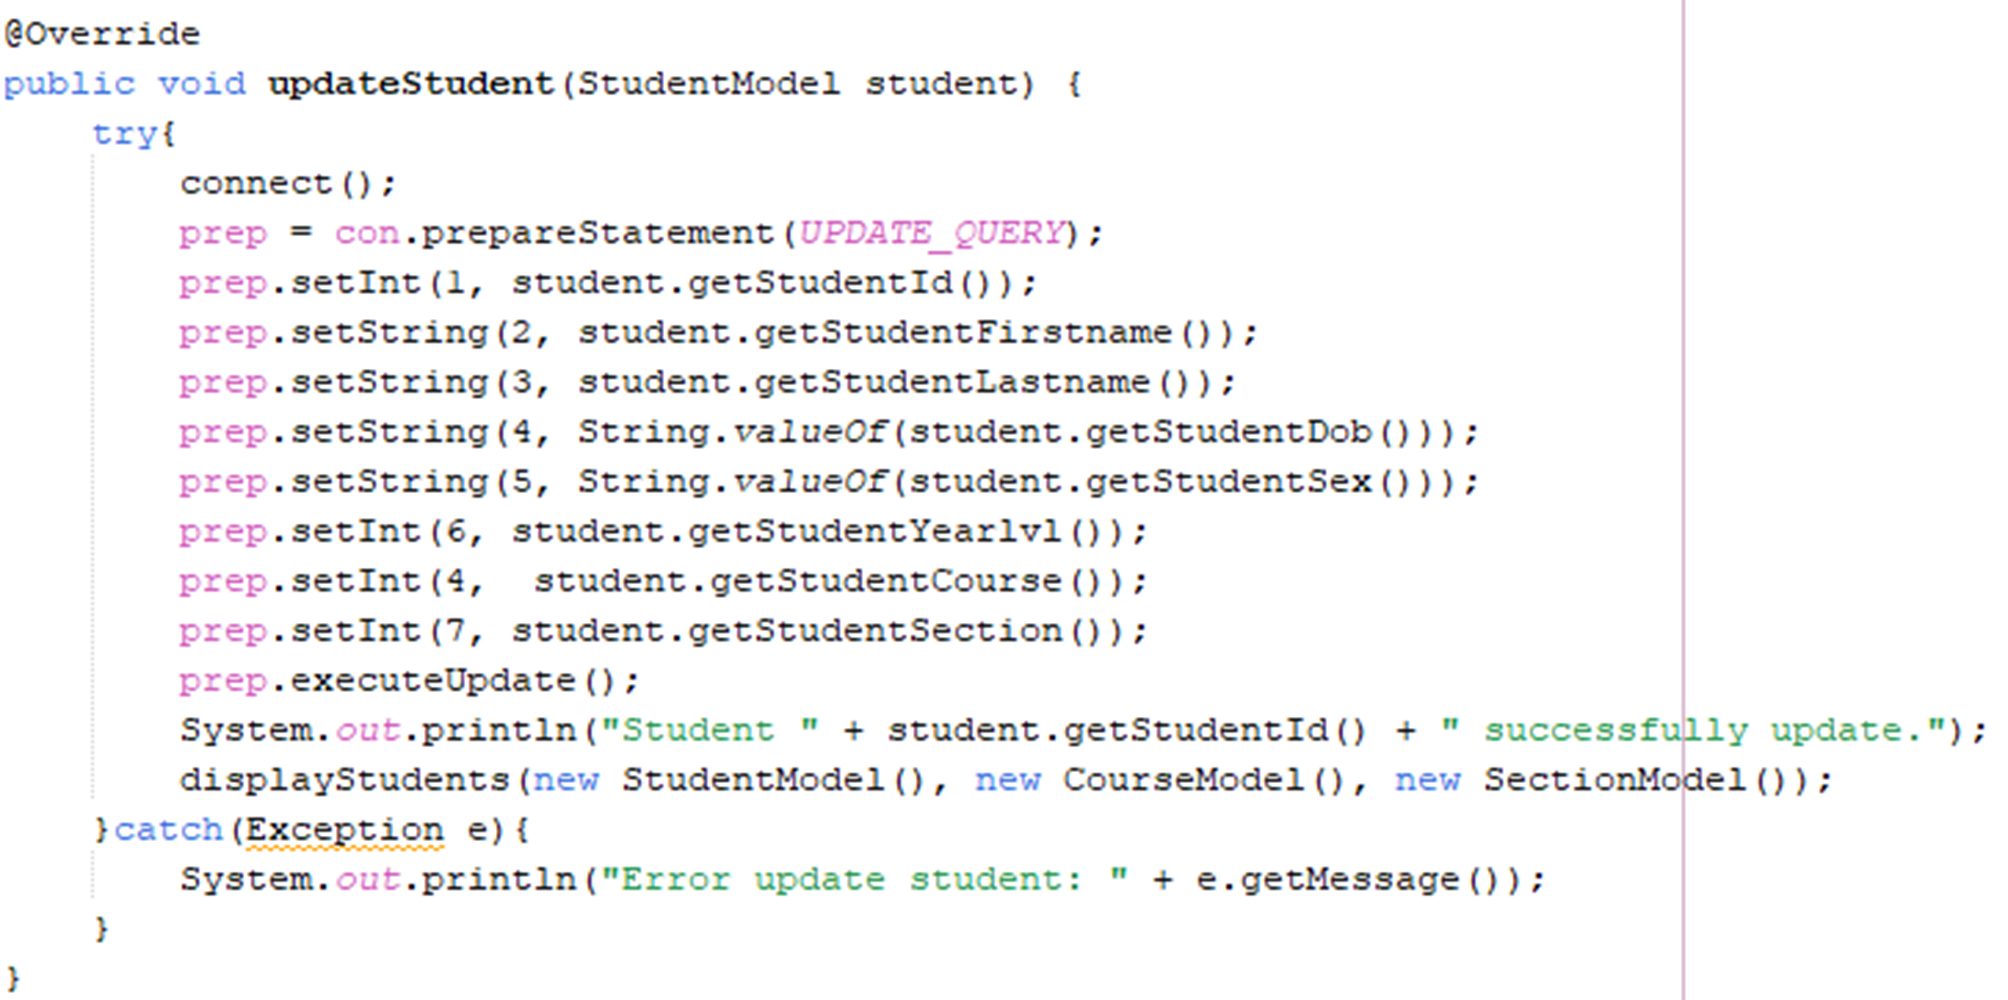 @Override
public void updateStudent(StudentModel student) {
try{
connect();
prep = con.prepareStatement(UPDATE_QUERY);
prep.setInt(1, student.getStudentId());
prep.setString(2, student.getStudentFirstname());
prep.setString(3, student.getStudentLastname());
prep.setString(4, String.valueOf(student.getStudentDob()));
prep.setString(5, String.valueOf(student.getStudentSex()));
prep.setInt(6, student.getStudentYearlvl());
prep.setInt(4,  student.getStudentCourse());
prep.setInt(7, student.getStudentSection());
prep.executeUpdate();
System.out.println("Student " + student.getStudentId() + " successfully update.");
displayStudents(new StudentModel(), new CourseModel(), new SectionModel());
}catch(Exception e){
System.out.println("Error update student: " + e.getMessage());
}
}